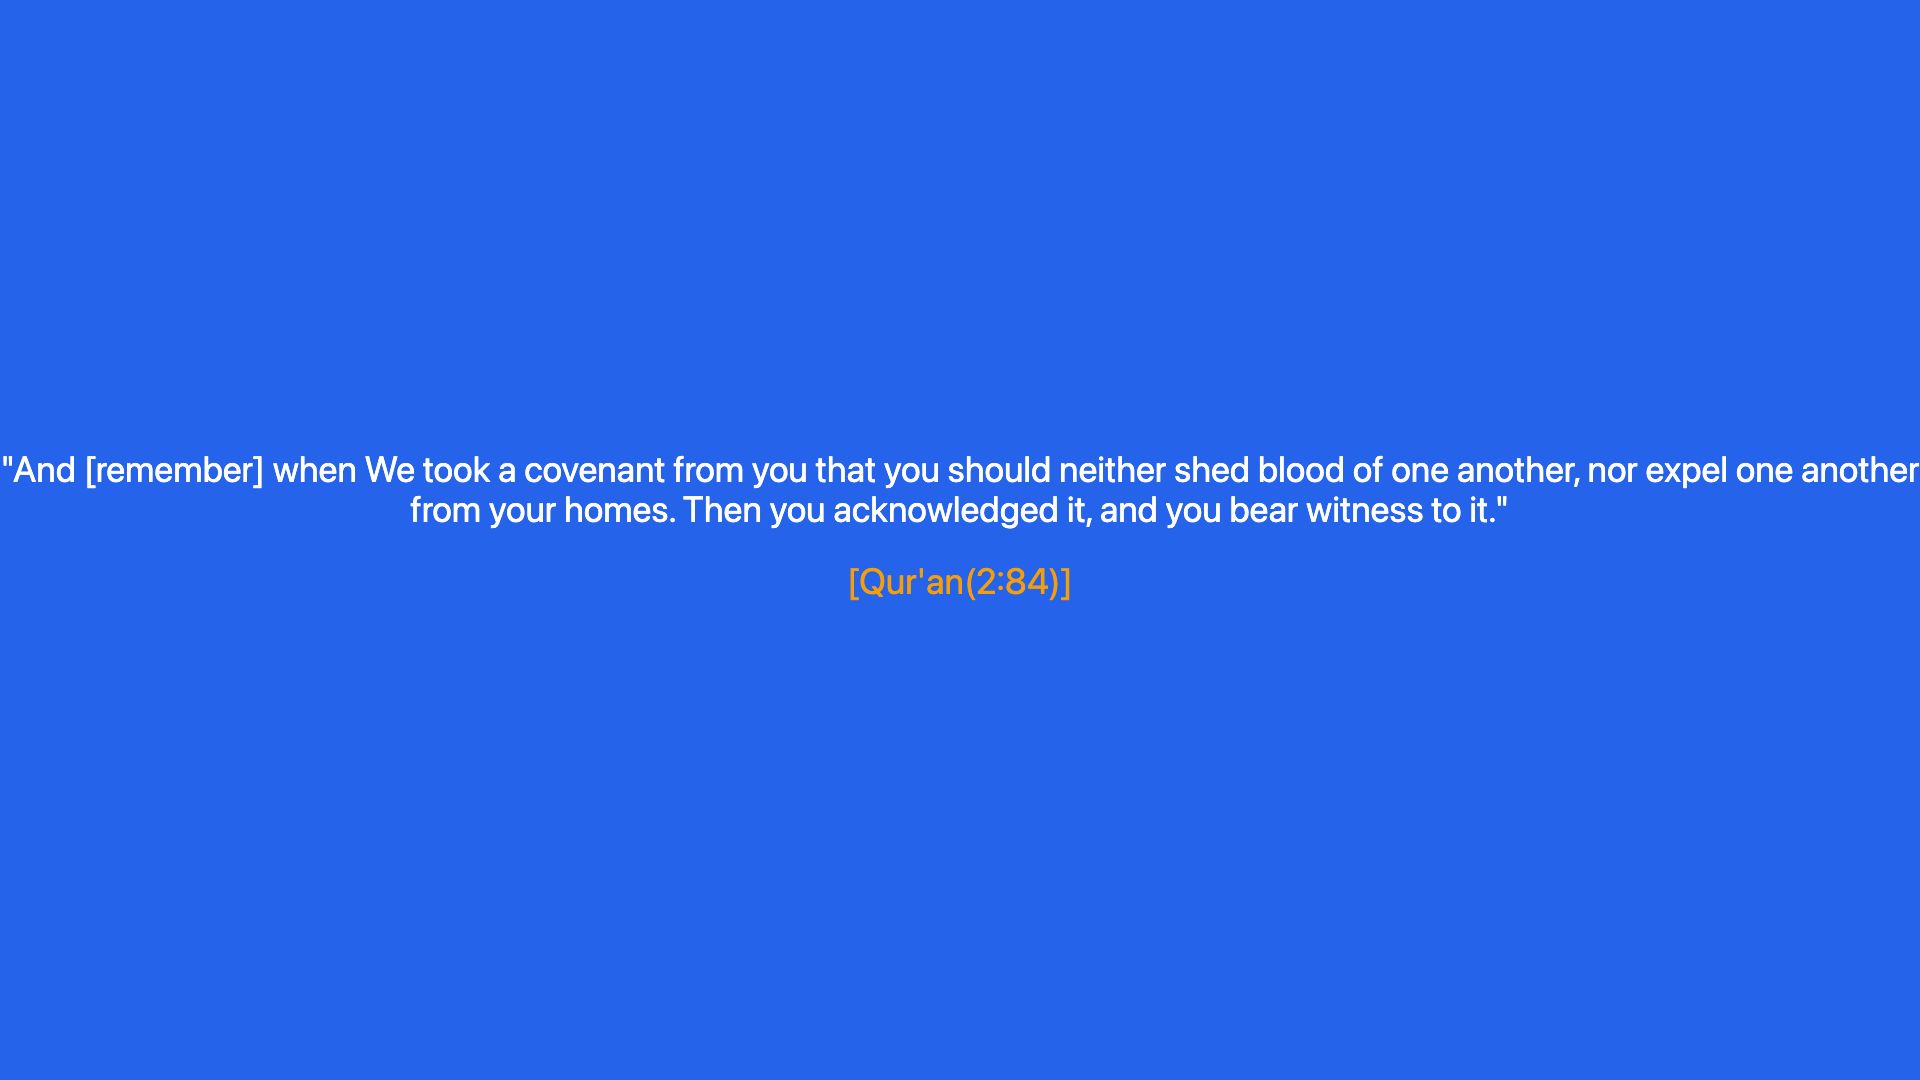 "And [remember] when We took a covenant from you that you should neither shed blood of one another, nor expel one another
from your homes. Then you acknowledged it, and you bear witness to it."
[Qur'an(2:84)]